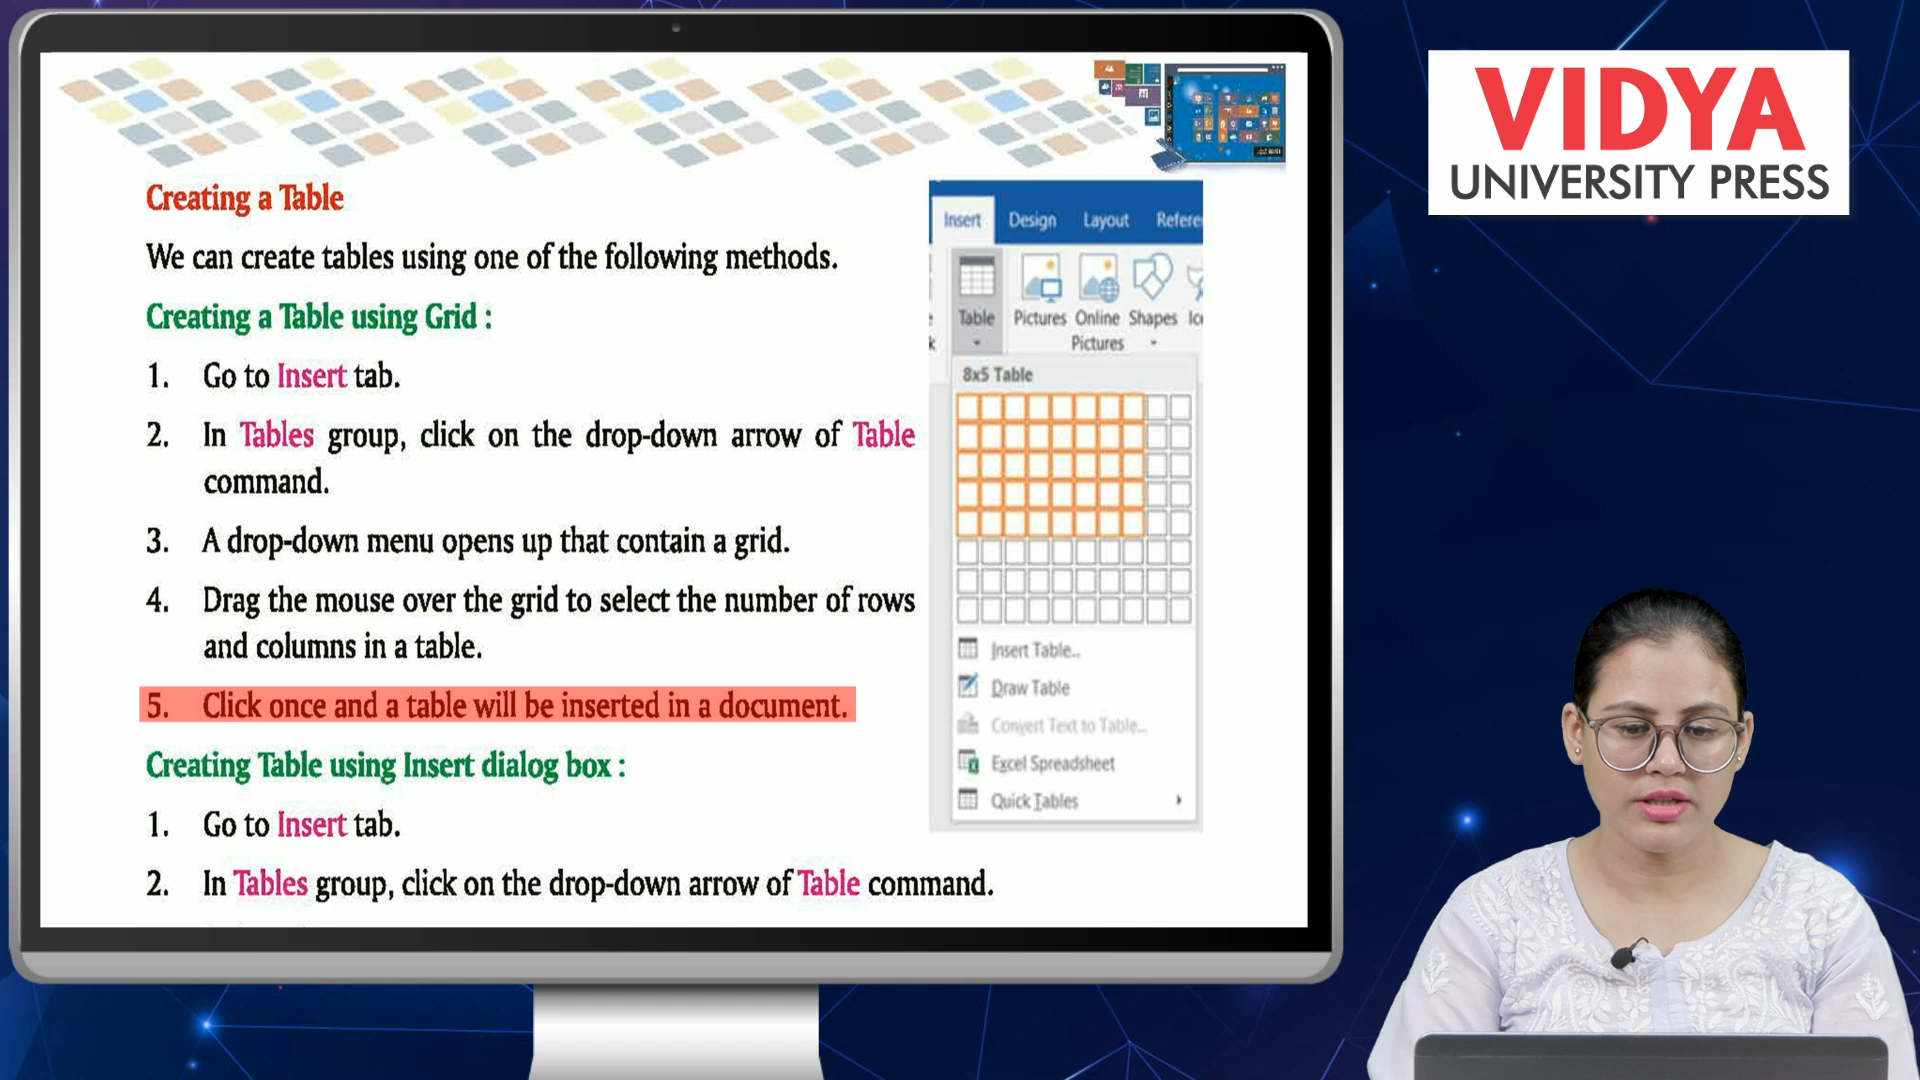 VIDYA
UNIVERSITY PRESS
Creating a Table
We can create tables using one of the following methods.
Creating a Table using Grid :
1. Go to Insert tab.
2. In Tables group, click on the drop-down arrow of Table
command.
3. A drop-down menu opens up that contain a grid.
4. Drag the mouse over the grid to select the number of rows
and columns in a table.
5. Click once and a table will be inserted in a document.
Creating Table using Insert dialog box :
1. Go to Insert tab.
2. In Tables group, click on the drop-down arrow of Table command.
Insert Design Layout
Table Pictures Online Shapes
Pictures
8x5 Table
Insert Table...
Draw Table
Convert Text to Table...
Excel Spreadsheet
Quick Tables